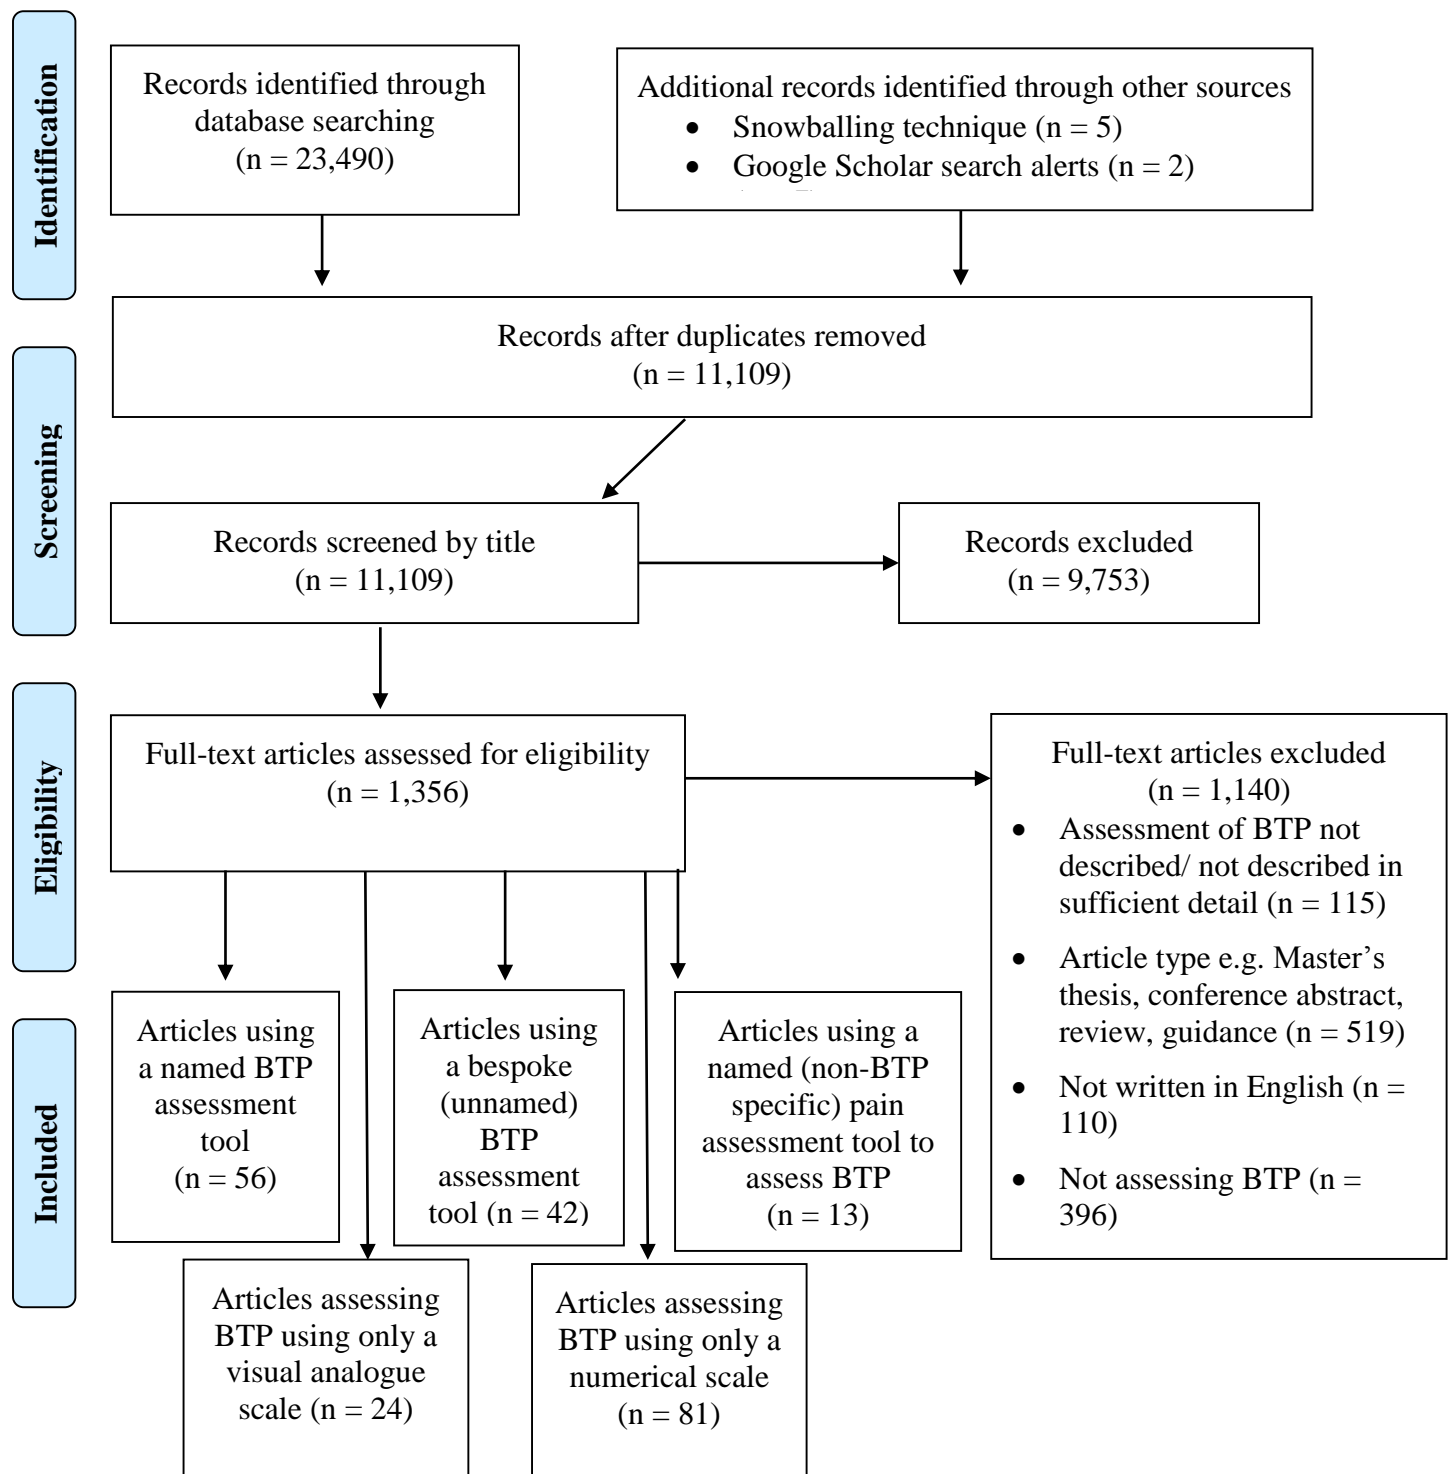 Identification
Records identified through
database searching
(n = 23,490)
Additional records identified through other sources
• Snowballing technique (n = 5)
• Google Scholar search alerts (n = 2)
Records after duplicates removed
(n = 11,109)
Screening
Records screened by title
(n = 11,109)
Records excluded
(n = 9,753)
Eligibility
Full-text articles assessed for eligibility
(n = 1,356)
Full-text articles excluded
(n = 1,140)
• Assessment of BTP not
described/ not described in
sufficient detail (n = 115)
• Article type e.g. Master’s
thesis, conference abstract,
review, guidance (n = 519)
• Not written in English (n =
110)
• Not assessing BTP (n =
396)
Included
Articles using
a named BTP
assessment
tool
(n = 56)
Articles using
a bespoke
(unnamed)
BTP
assessment
tool (n = 42)
Articles using a
named (non-BTP
specific) pain
assessment tool to
assess BTP
(n = 13)
Articles assessing
BTP using only a
visual analogue
scale (n = 24)
Articles assessing
BTP using only a
numerical scale
(n = 81)